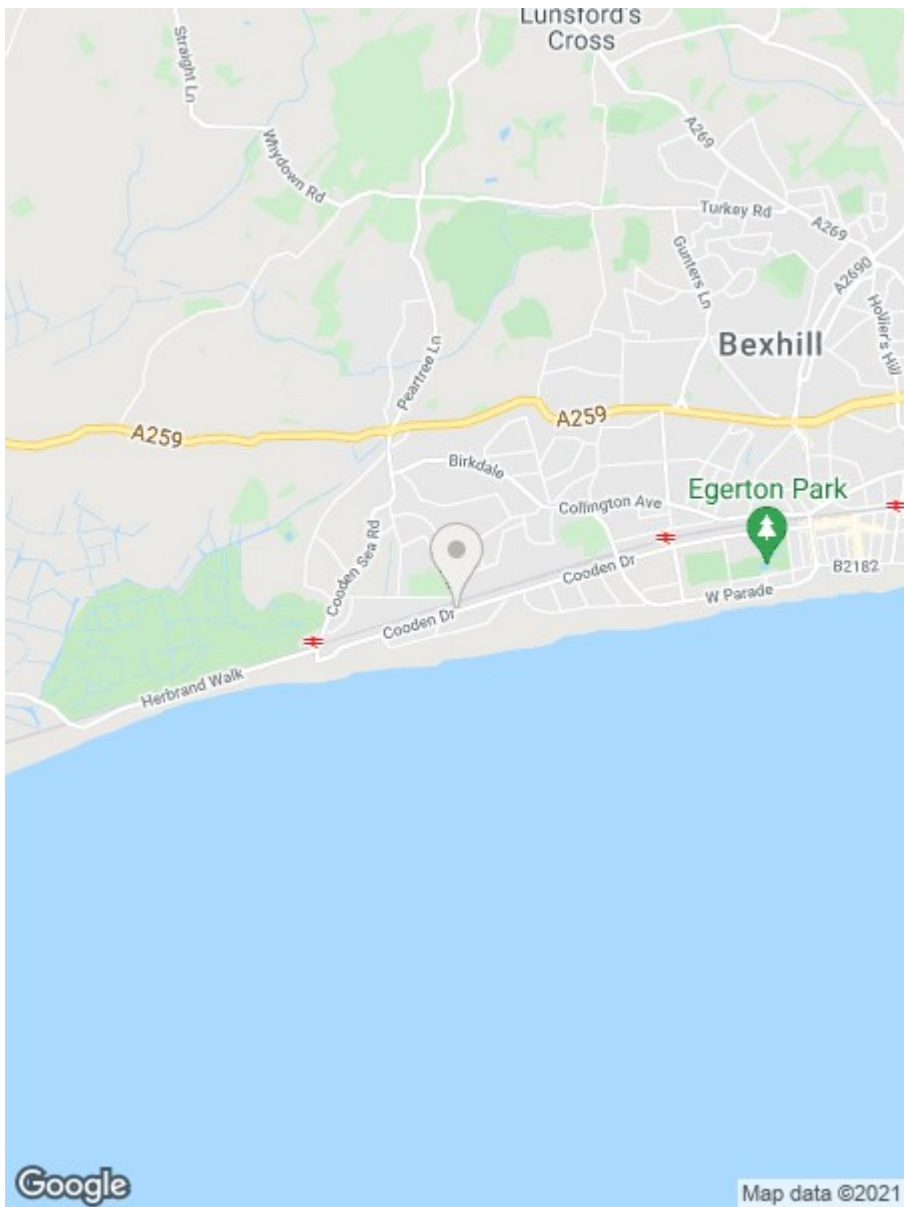 Lunsford's
Cross
Straight Ln
A269
Whydown Rd
Turkey Rd
A269
Gunters Ln
A2690
Hollier's Hill
Bexhill
Peartree Ln
A259
A259
Birkdale
Collington Ave
Egerton Park
Cooden Sea Rd
Cooden Dr
B2182
W Parade
Cooden Dr
Herbrand Walk
Google
Map data ©2021